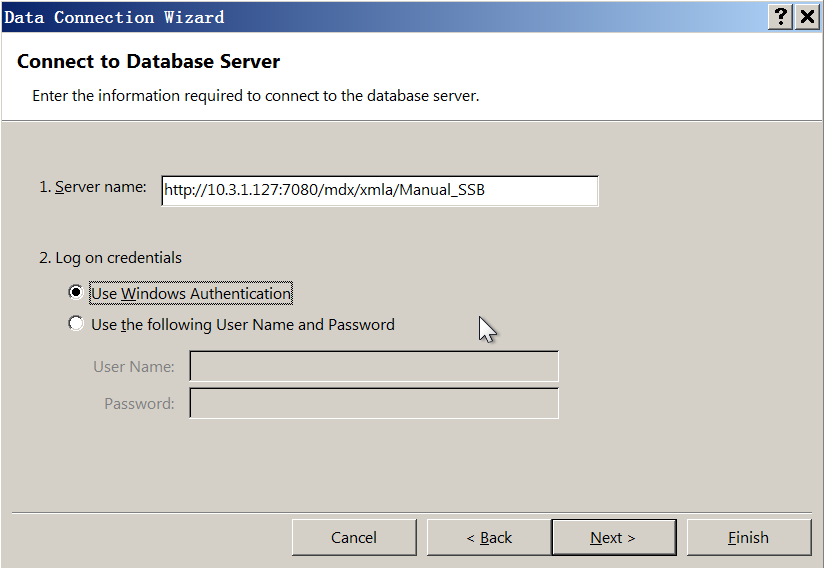 Data Connection Wizard
Connect to Database Server
Enter the information required to connect to the database server.
1. Server name: http://10.3.1.127:7080/mdx/xmla/Manual_SSB
2. Log on credentials
Use Windows Authentication
Use the following User Name and Password
User Name:
Password:
Cancel < Back Next > Finish